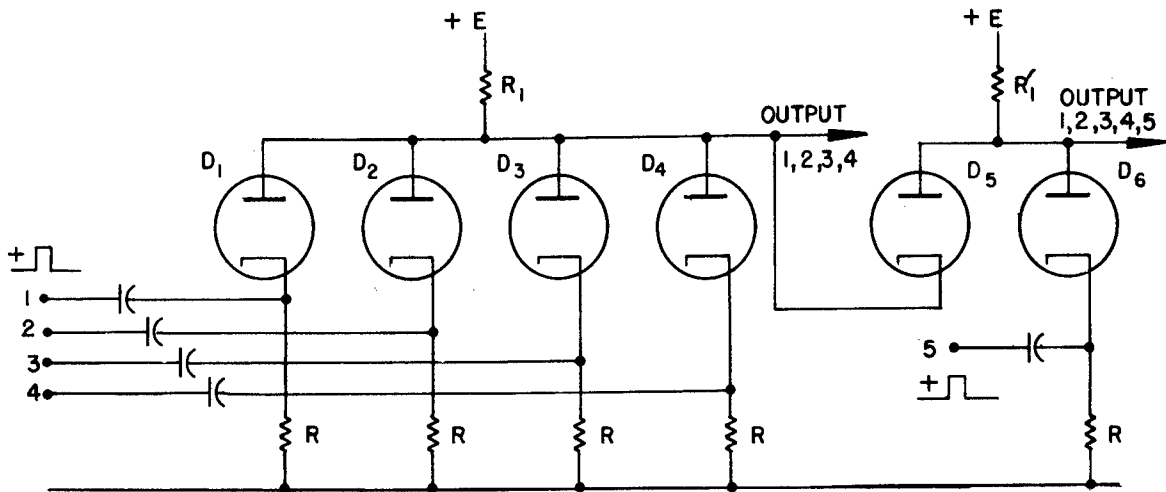 + E
+ E
R1
R1′
OUTPUT
1,2,3,4
OUTPUT
1,2,3,4,5
D1
D2
D3
D4
D5
D6
+
1
2
3
4
5
+
R
R
R
R
R